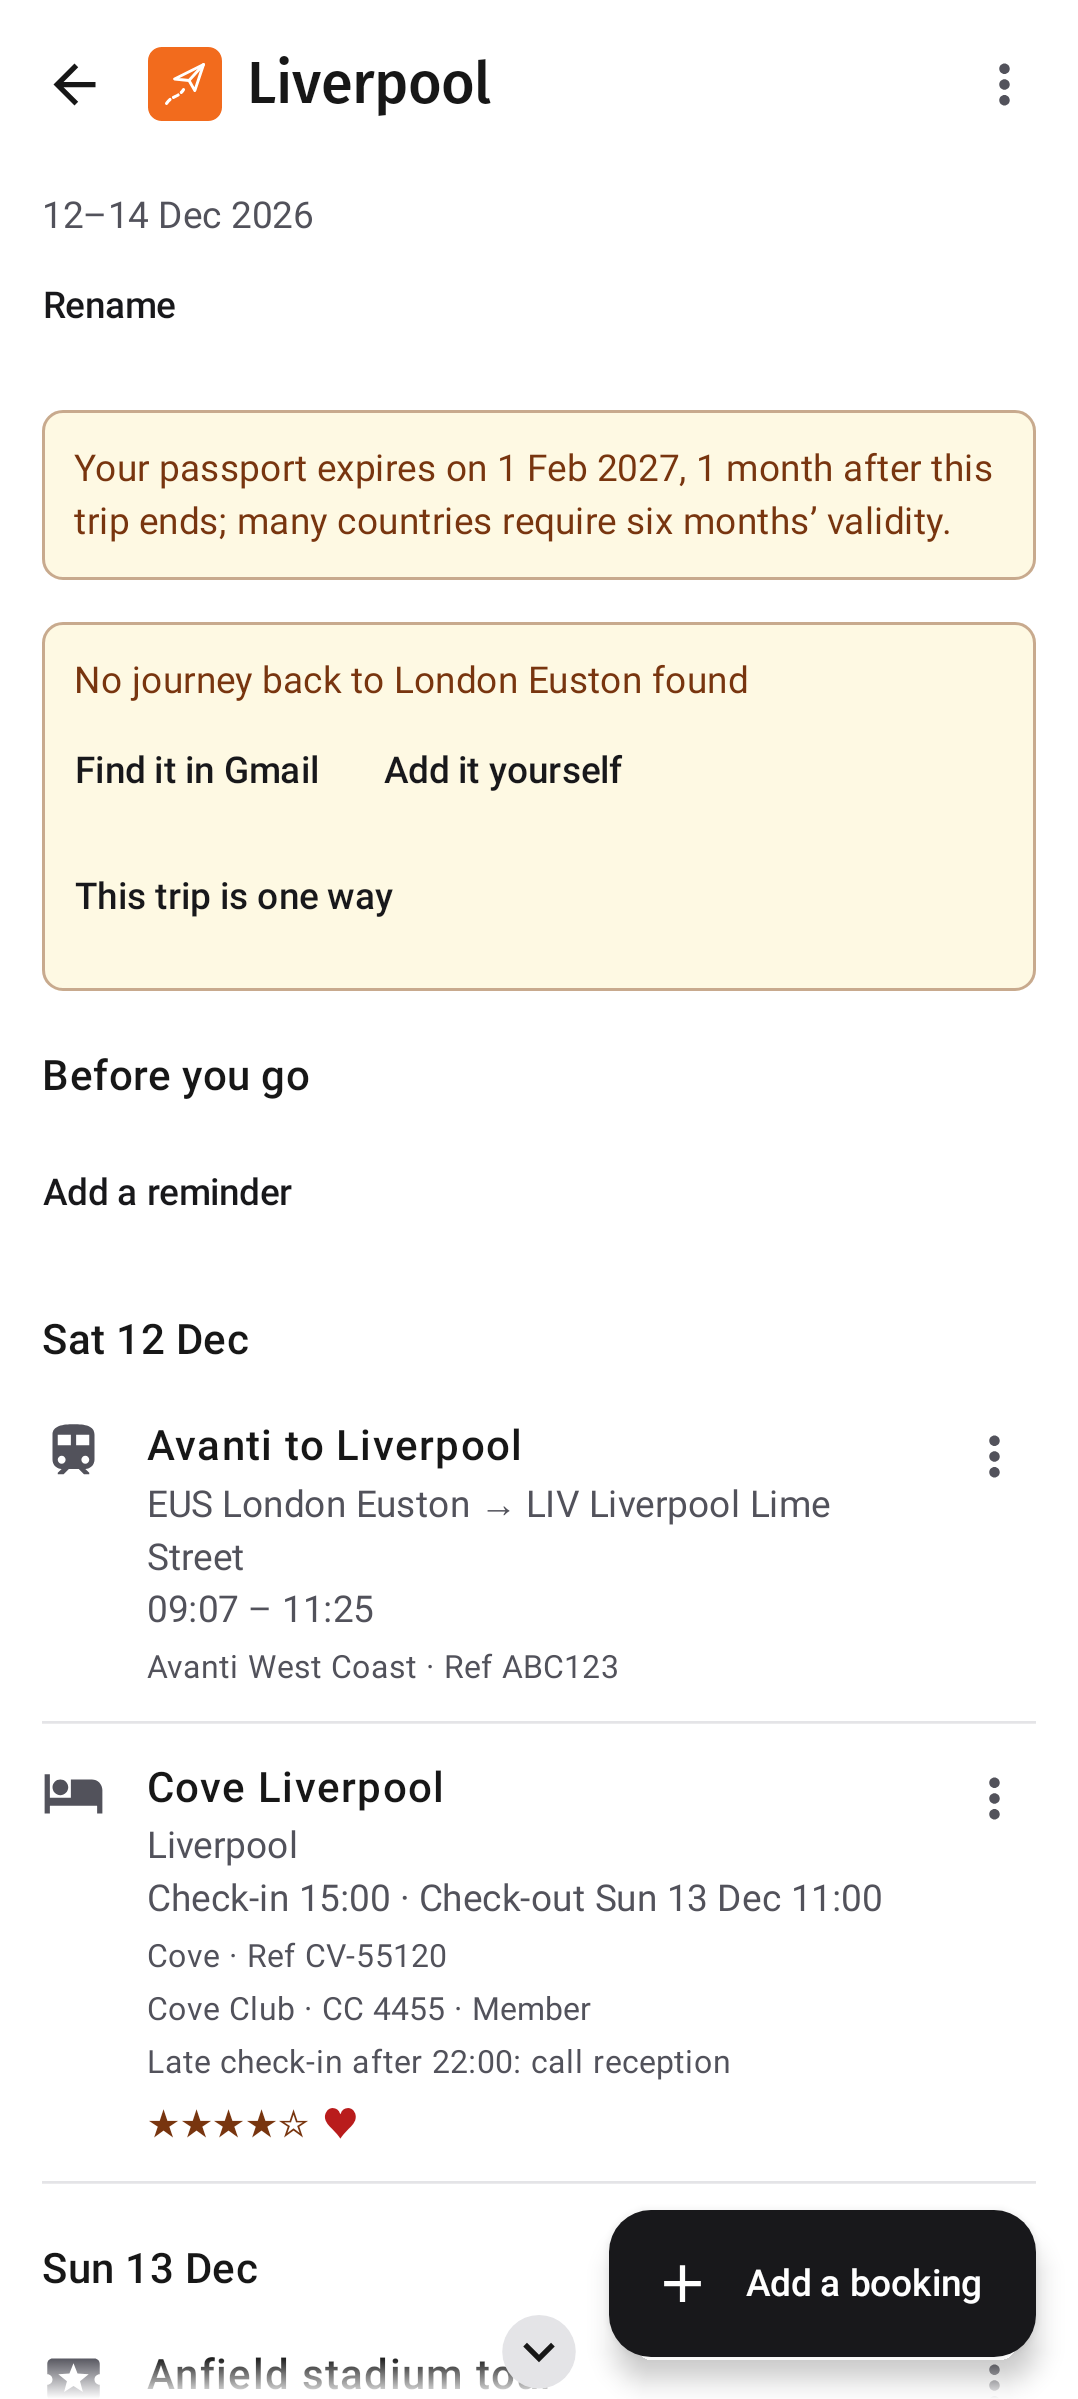 Liverpool
12–14 Dec 2026
Rename
Your passport expires on 1 Feb 2027, 1 month after this
trip ends; many countries require six months’ validity.
No journey back to London Euston found
Find it in Gmail
Add it yourself
This trip is one way
Before you go
Add a reminder
Sat 12 Dec
Avanti to Liverpool
EUS London Euston → LIV Liverpool Lime
Street
09:07 – 11:25
Avanti West Coast · Ref ABC123
Cove Liverpool
Liverpool
Check-in 15:00 · Check-out Sun 13 Dec 11:00
Cove · Ref CV-55120
Cove Club · CC 4455 · Member
Late check-in after 22:00: call reception
★★★★☆ ♥
Sun 13 Dec
Add a booking
Anfield stadium